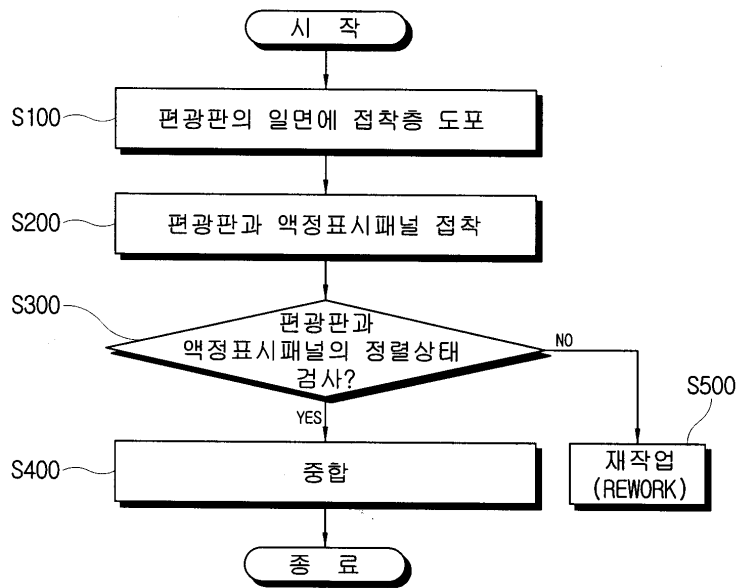 시 작
S100
편광판의 일면에 접착층 도포
S200
편광판과 액정표시패널 접착
S300
편광판과
액정표시패널의 정렬상태
검사?
NO
YES
S500
재작업
(REWORK)
S400
중합
종 료